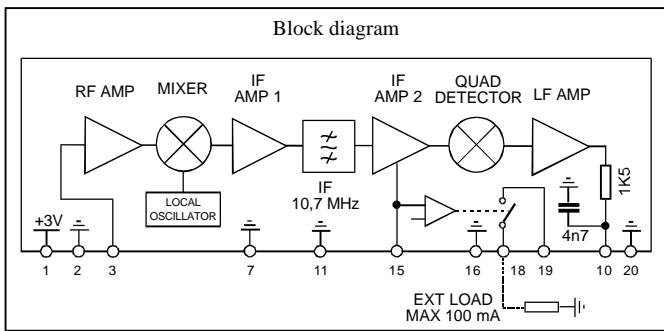 Block diagram
RF AMP
MIXER
IF
AMP 1
IF
AMP 2
QUAD
DETECTOR
LF AMP
LOCAL
OSCILLATOR
IF
10,7 MHz
1K5
4n7
+3V
1 2 3 7 11 15 16 18 19 10 20
EXT LOAD
MAX 100 mA